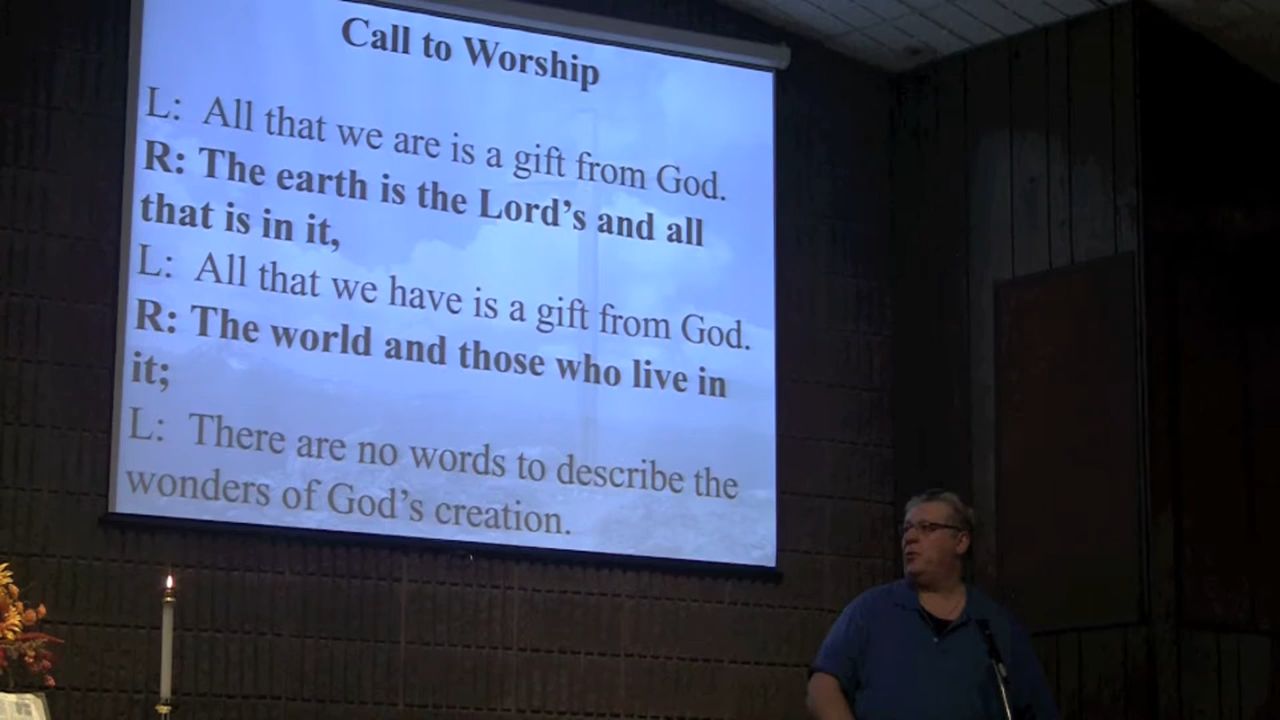 Call to Worship
L: All that we are is a gift from God.
R: The earth is the Lord’s and all
that is in it,
L: All that we have is a gift from God.
R: The world and those who live in
it;
L: There are no words to describe the
wonders of God’s creation.